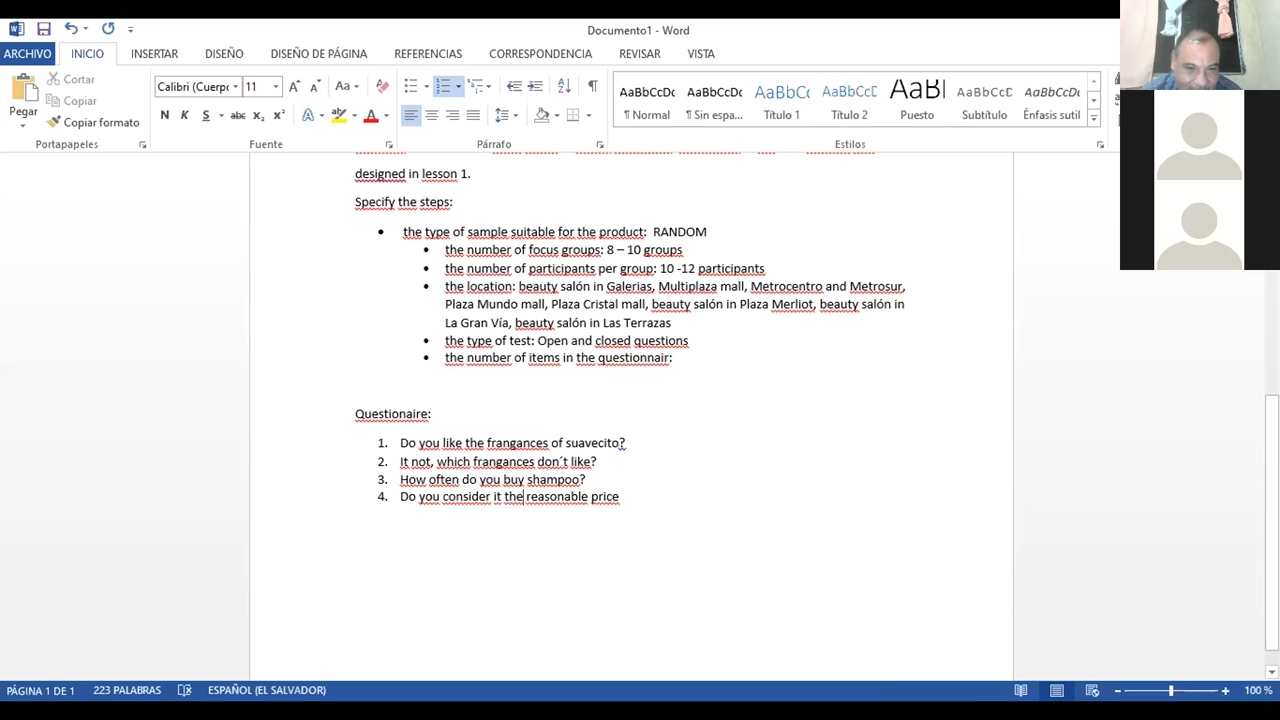 Documento1 - Word
ARCHIVO INICIO INSERTAR DISEÑO DISEÑO DE PÁGINA REFERENCIAS CORRESPONDENCIA REVISAR VISTA
Pegar
Cortar
Copiar
Copiar formato
Calibri (Cuerpo 11
N K S abc x₂ x²
AaBbCcDc AaBbCcDc AaBbCc AaBbCcD AaBl AaBbCcD AaBbCcDc
¶ Normal ¶ Sin espa... Título 1 Título 2 Puesto Subtítulo Énfasis sutil
Portapapeles Fuente Párrafo Estilos
designed in lesson 1.
Specify the steps:
• the type of sample suitable for the product: RANDOM
• the number of focus groups: 8 – 10 groups
• the number of participants per group: 10 -12 participants
• the location: beauty salón in Galerias, Multiplaza mall, Metrocentro and Metrosur,
Plaza Mundo mall, Plaza Cristal mall, beauty salón in Plaza Merliot, beauty salón in
La Gran Vía, beauty salón in Las Terrazas
• the type of test: Open and closed questions
• the number of items in the questionnair:
Questionaire:
1. Do you like the frangances of suavecito?
2. It not, which frangances don´t like?
3. How often do you buy shampoo?
4. Do you consider it the reasonable price
PÁGINA 1 DE 1 223 PALABRAS ESPAÑOL (EL SALVADOR) 100 %